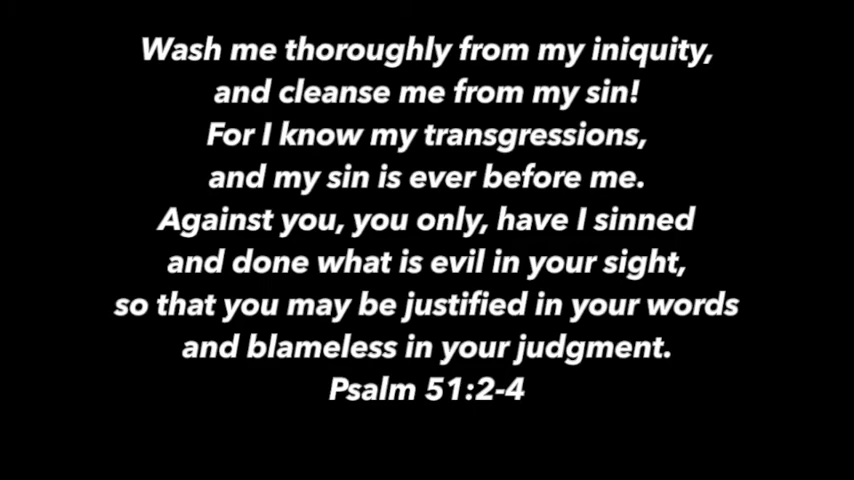 Wash me thoroughly from my iniquity,
and cleanse me from my sin!
For I know my transgressions,
and my sin is ever before me.
Against you, you only, have I sinned
and done what is evil in your sight,
so that you may be justified in your words
and blameless in your judgment.
Psalm 51:2-4